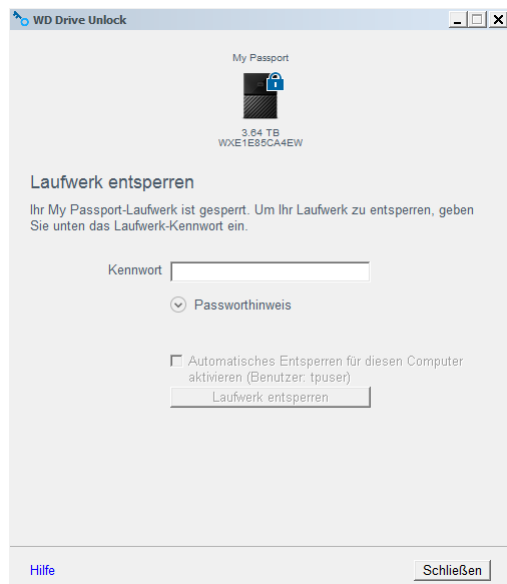 WD Drive Unlock
My Passport
3.64 TB
WXE1E85CA4EW
Laufwerk entsperren
Ihr My Passport-Laufwerk ist gesperrt. Um Ihr Laufwerk zu entsperren, geben
Sie unten das Laufwerk-Kennwort ein.
Kennwort
Passworthinweis
Automatisches Entsperren für diesen Computer
aktivieren (Benutzer: tpuser)
Laufwerk entsperren
Hilfe
Schließen